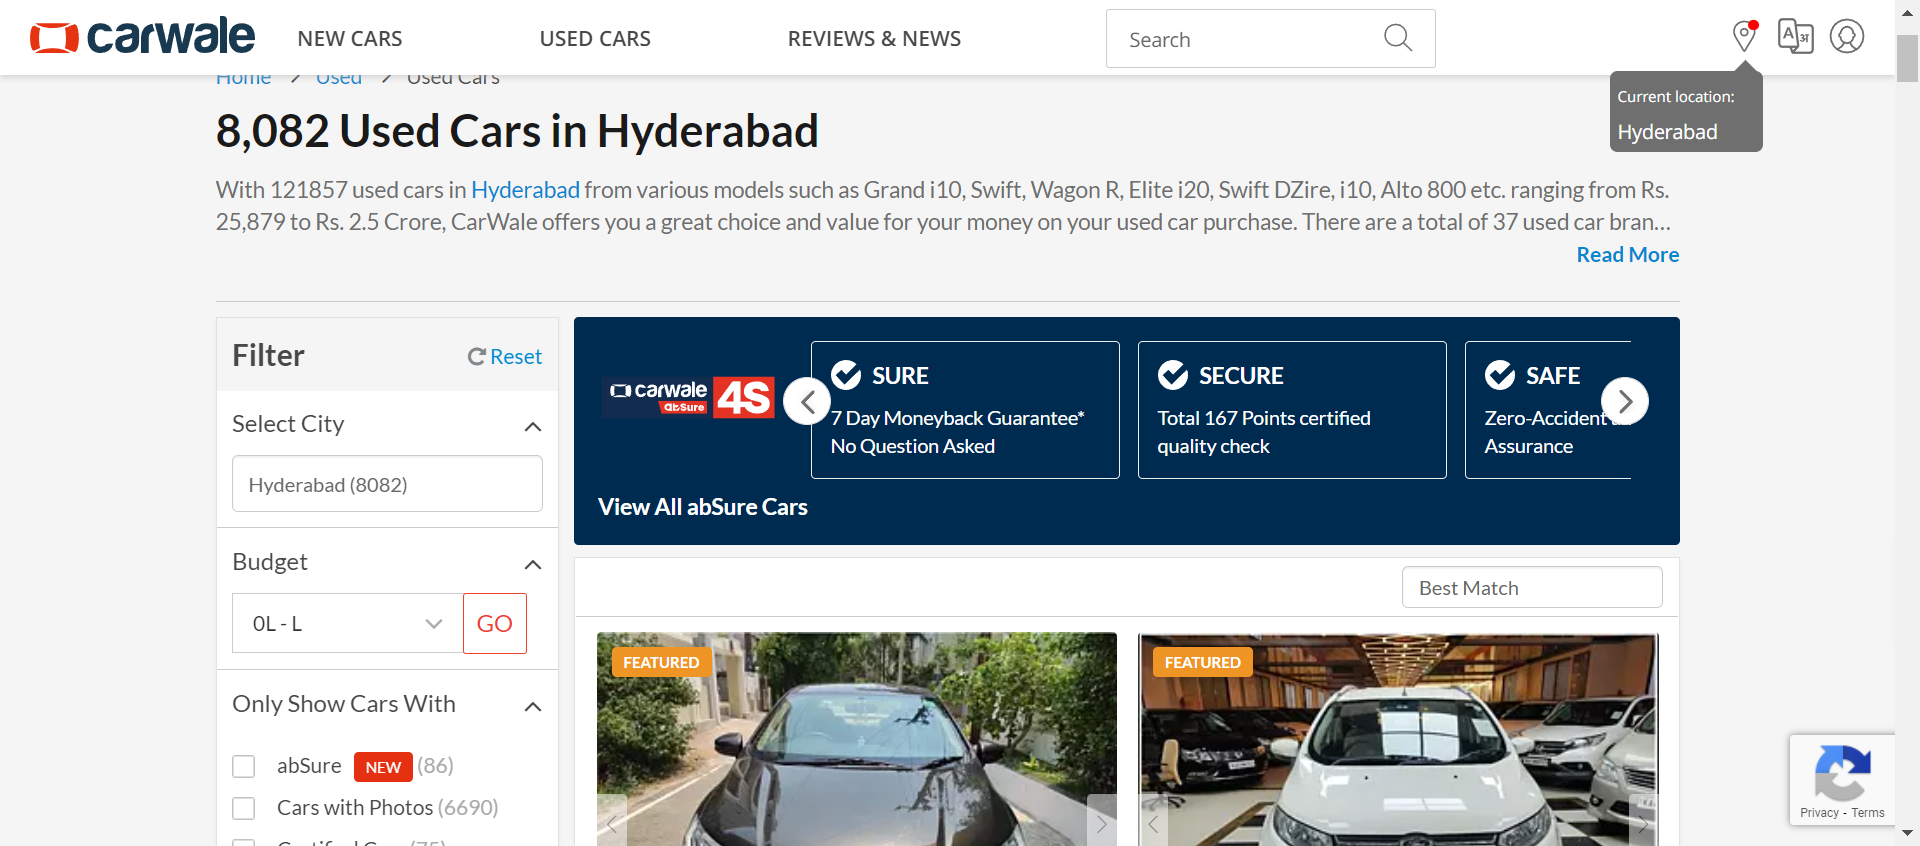 carwale NEW CARS USED CARS REVIEWS & NEWS Search
Home Used Used Cars
Current location:
Hyderabad
8,082 Used Cars in Hyderabad
With 121857 used cars in Hyderabad from various models such as Grand i10, Swift, Wagon R, Elite i20, Swift DZire, i10, Alto 800 etc. ranging from Rs.
25,879 to Rs. 2.5 Crore, CarWale offers you a great choice and value for your money on your used car purchase. There are a total of 37 used car bran...
Read More
Filter
Reset
Select City
Hyderabad (8082)
Budget
0L - L
GO
Only Show Cars With
abSure NEW (86)
Cars with Photos (6690)
carwale
abSure
4S
SURE
7 Day Moneyback Guarantee*
No Question Asked
SECURE
Total 167 Points certified
quality check
SAFE
Zero-Accident
Assurance
View All abSure Cars
Best Match
FEATURED
FEATURED
Privacy - Terms